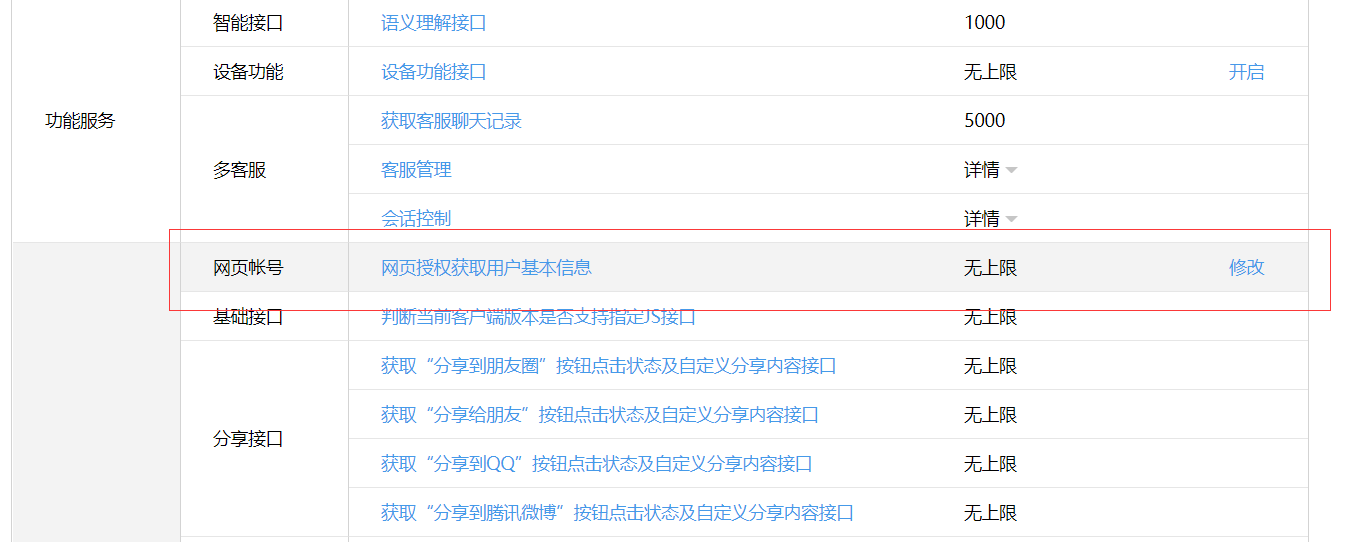 智能接口 语义理解接口 1000
设备功能 设备功能接口 无上限 开启
功能服务 获取客服聊天记录 5000
多客服 客服管理 详情
会话控制 详情
网页帐号 网页授权获取用户基本信息 无上限 修改
基础接口 判断当前客户端版本是否支持指定JS接口 无上限
获取“分享到朋友圈”按钮点击状态及自定义分享内容接口 无上限
获取“分享给朋友”按钮点击状态及自定义分享内容接口 无上限
分享接口
获取“分享到QQ”按钮点击状态及自定义分享内容接口 无上限
获取“分享到腾讯微博”按钮点击状态及自定义分享内容接口 无上限